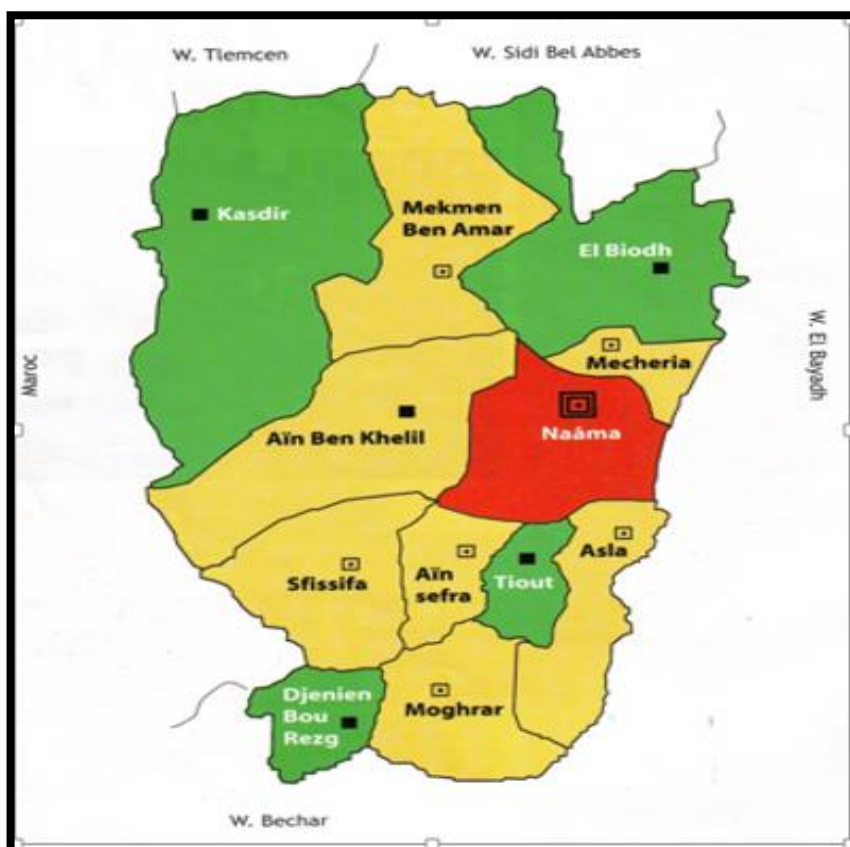 W. Tlemcen
W. Sidi Bel Abbes
Kasdir
Mekmen
Ben Amar
El Biodh
W. El Bayadh
Mecheria
Maroc
Aïn Ben Khelil
Naâma
Sfissifa
Aïn
sefra
Tiout
Asla
Djenien
Bou
Rezg
Moghrar
W. Bechar